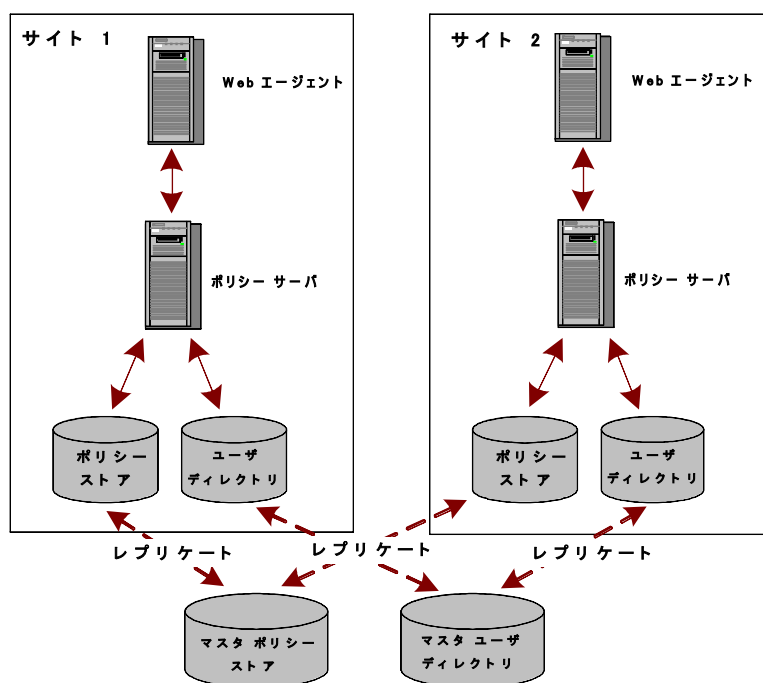 サイト 1
Web エージェント
ポリシー サーバ
ポリシー
ストア
ユーザ
ディレクトリ
サイト 2
Web エージェント
ポリシー サーバ
ポリシー
ストア
ユーザ
ディレクトリ
レプリケート
レプリケート
レプリケート
マスタ ポリシー
ストア
マスタ ユーザ
ディレクトリ